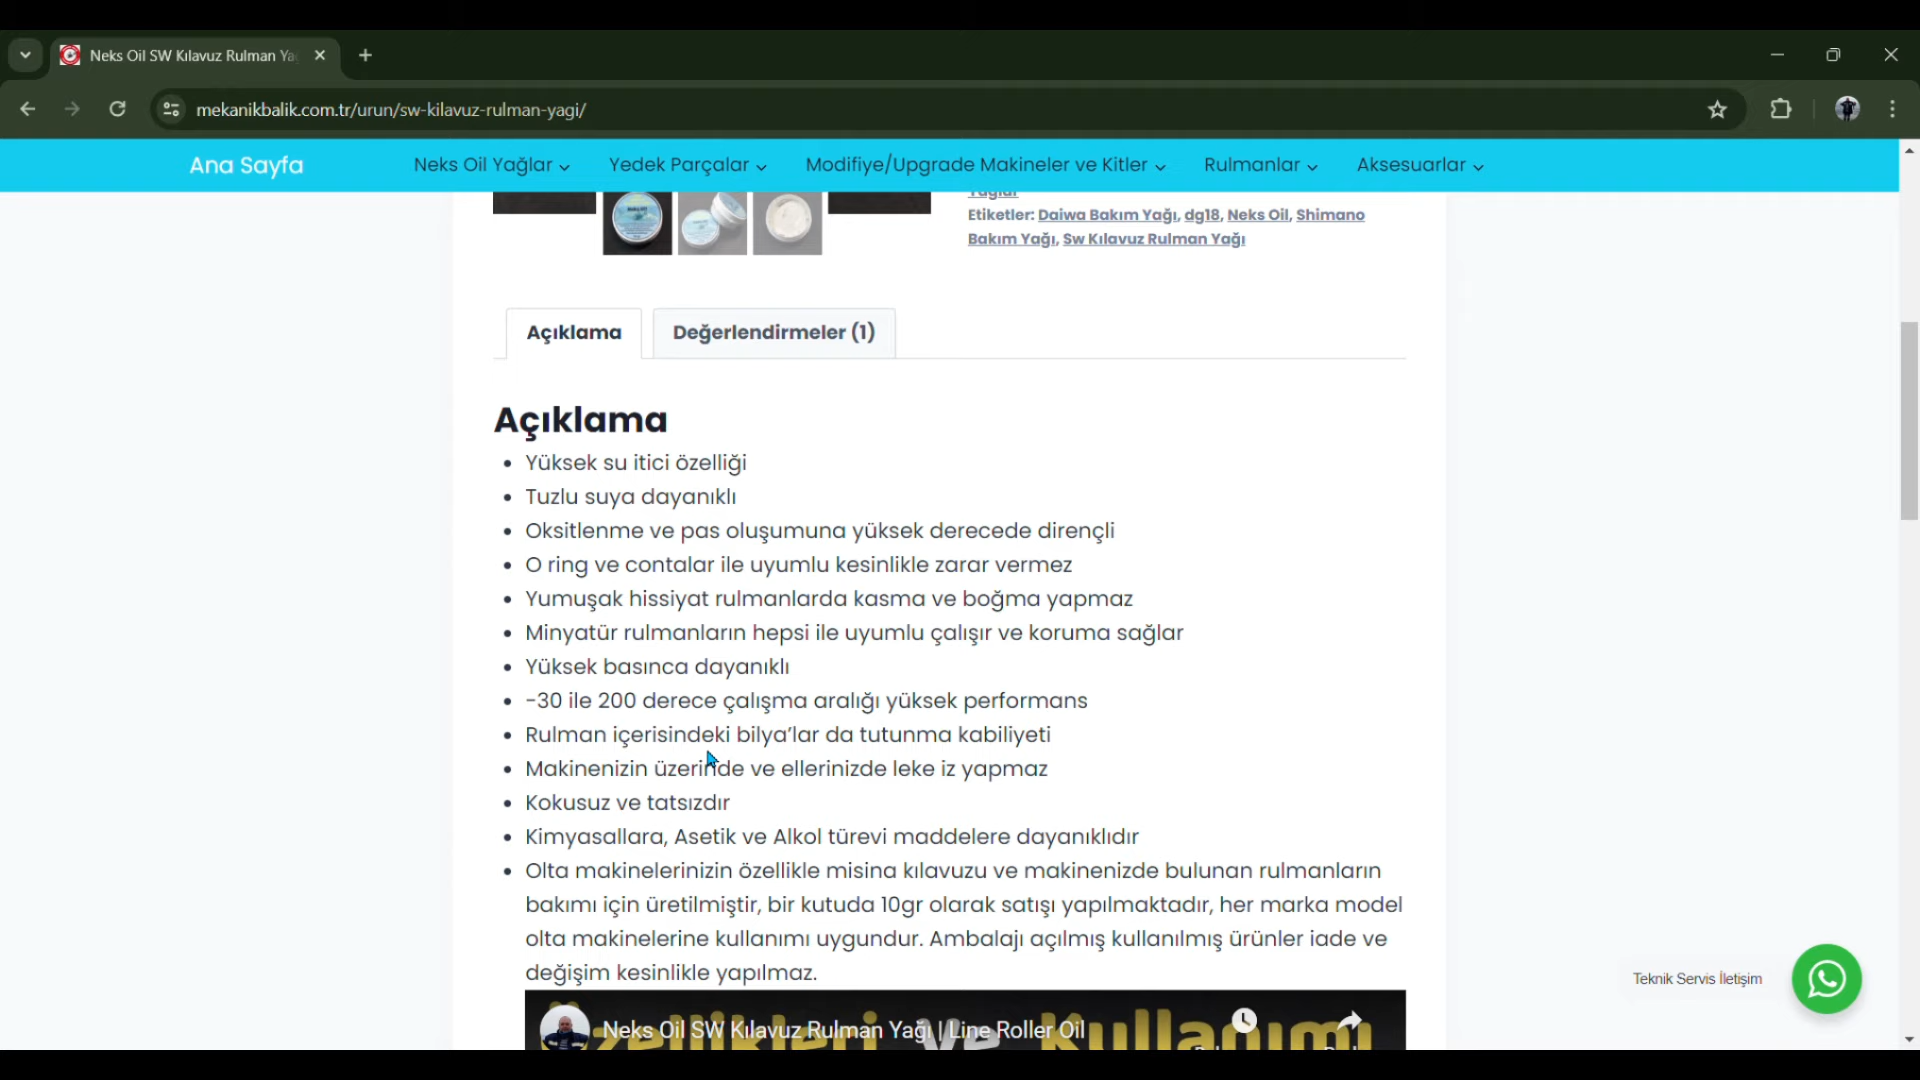 Neks Oil SW Kılavuz Rulman Ya
mekanikbalik.com.tr/urun/sw-kilavuz-rulman-yagi/
Ana Sayfa Neks Oil Yağlar Yedek Parçalar Modifiye/Upgrade Makineler ve Kitler Rulmanlar Aksesuarlar
Yağlar
Etiketler: Daiwa Bakım Yağı, dg18, Neks Oil, Shimano
Bakım Yağı, Sw Kılavuz Rulman Yağı
Açıklama Değerlendirmeler (1)
Açıklama
• Yüksek su itici özelliği
• Tuzlu suya dayanıklı
• Oksitlenme ve pas oluşumuna yüksek derecede dirençli
• O ring ve contalar ile uyumlu kesinlikle zarar vermez
• Yumuşak hissiyat rulmanlarda kasma ve boğma yapmaz
• Minyatür rulmanların hepsi ile uyumlu çalışır ve koruma sağlar
• Yüksek basınca dayanıklı
• -30 ile 200 derece çalışma aralığı yüksek performans
• Rulman içerisindeki bilya’lar da tutunma kabiliyeti
• Makinenizin üzerinde ve ellerinizde leke iz yapmaz
• Kokusuz ve tatsızdır
• Kimyasallara, Asetik ve Alkol türevi maddelere dayanıklıdır
• Olta makinelerinizin özellikle misina kılavuzu ve makinenizde bulunan rulmanların
bakımı için üretilmiştir, bir kutuda 10gr olarak satışı yapılmaktadır, her marka model
olta makinelerine kullanımı uygundur. Ambalajı açılmış kullanılmış ürünler iade ve
değişim kesinlikle yapılmaz.
Teknik Servis İletişim
Neks Oil SW Kılavuz Rulman Yağı | Line Roller Oil
Özellikleri ve Kullanımı